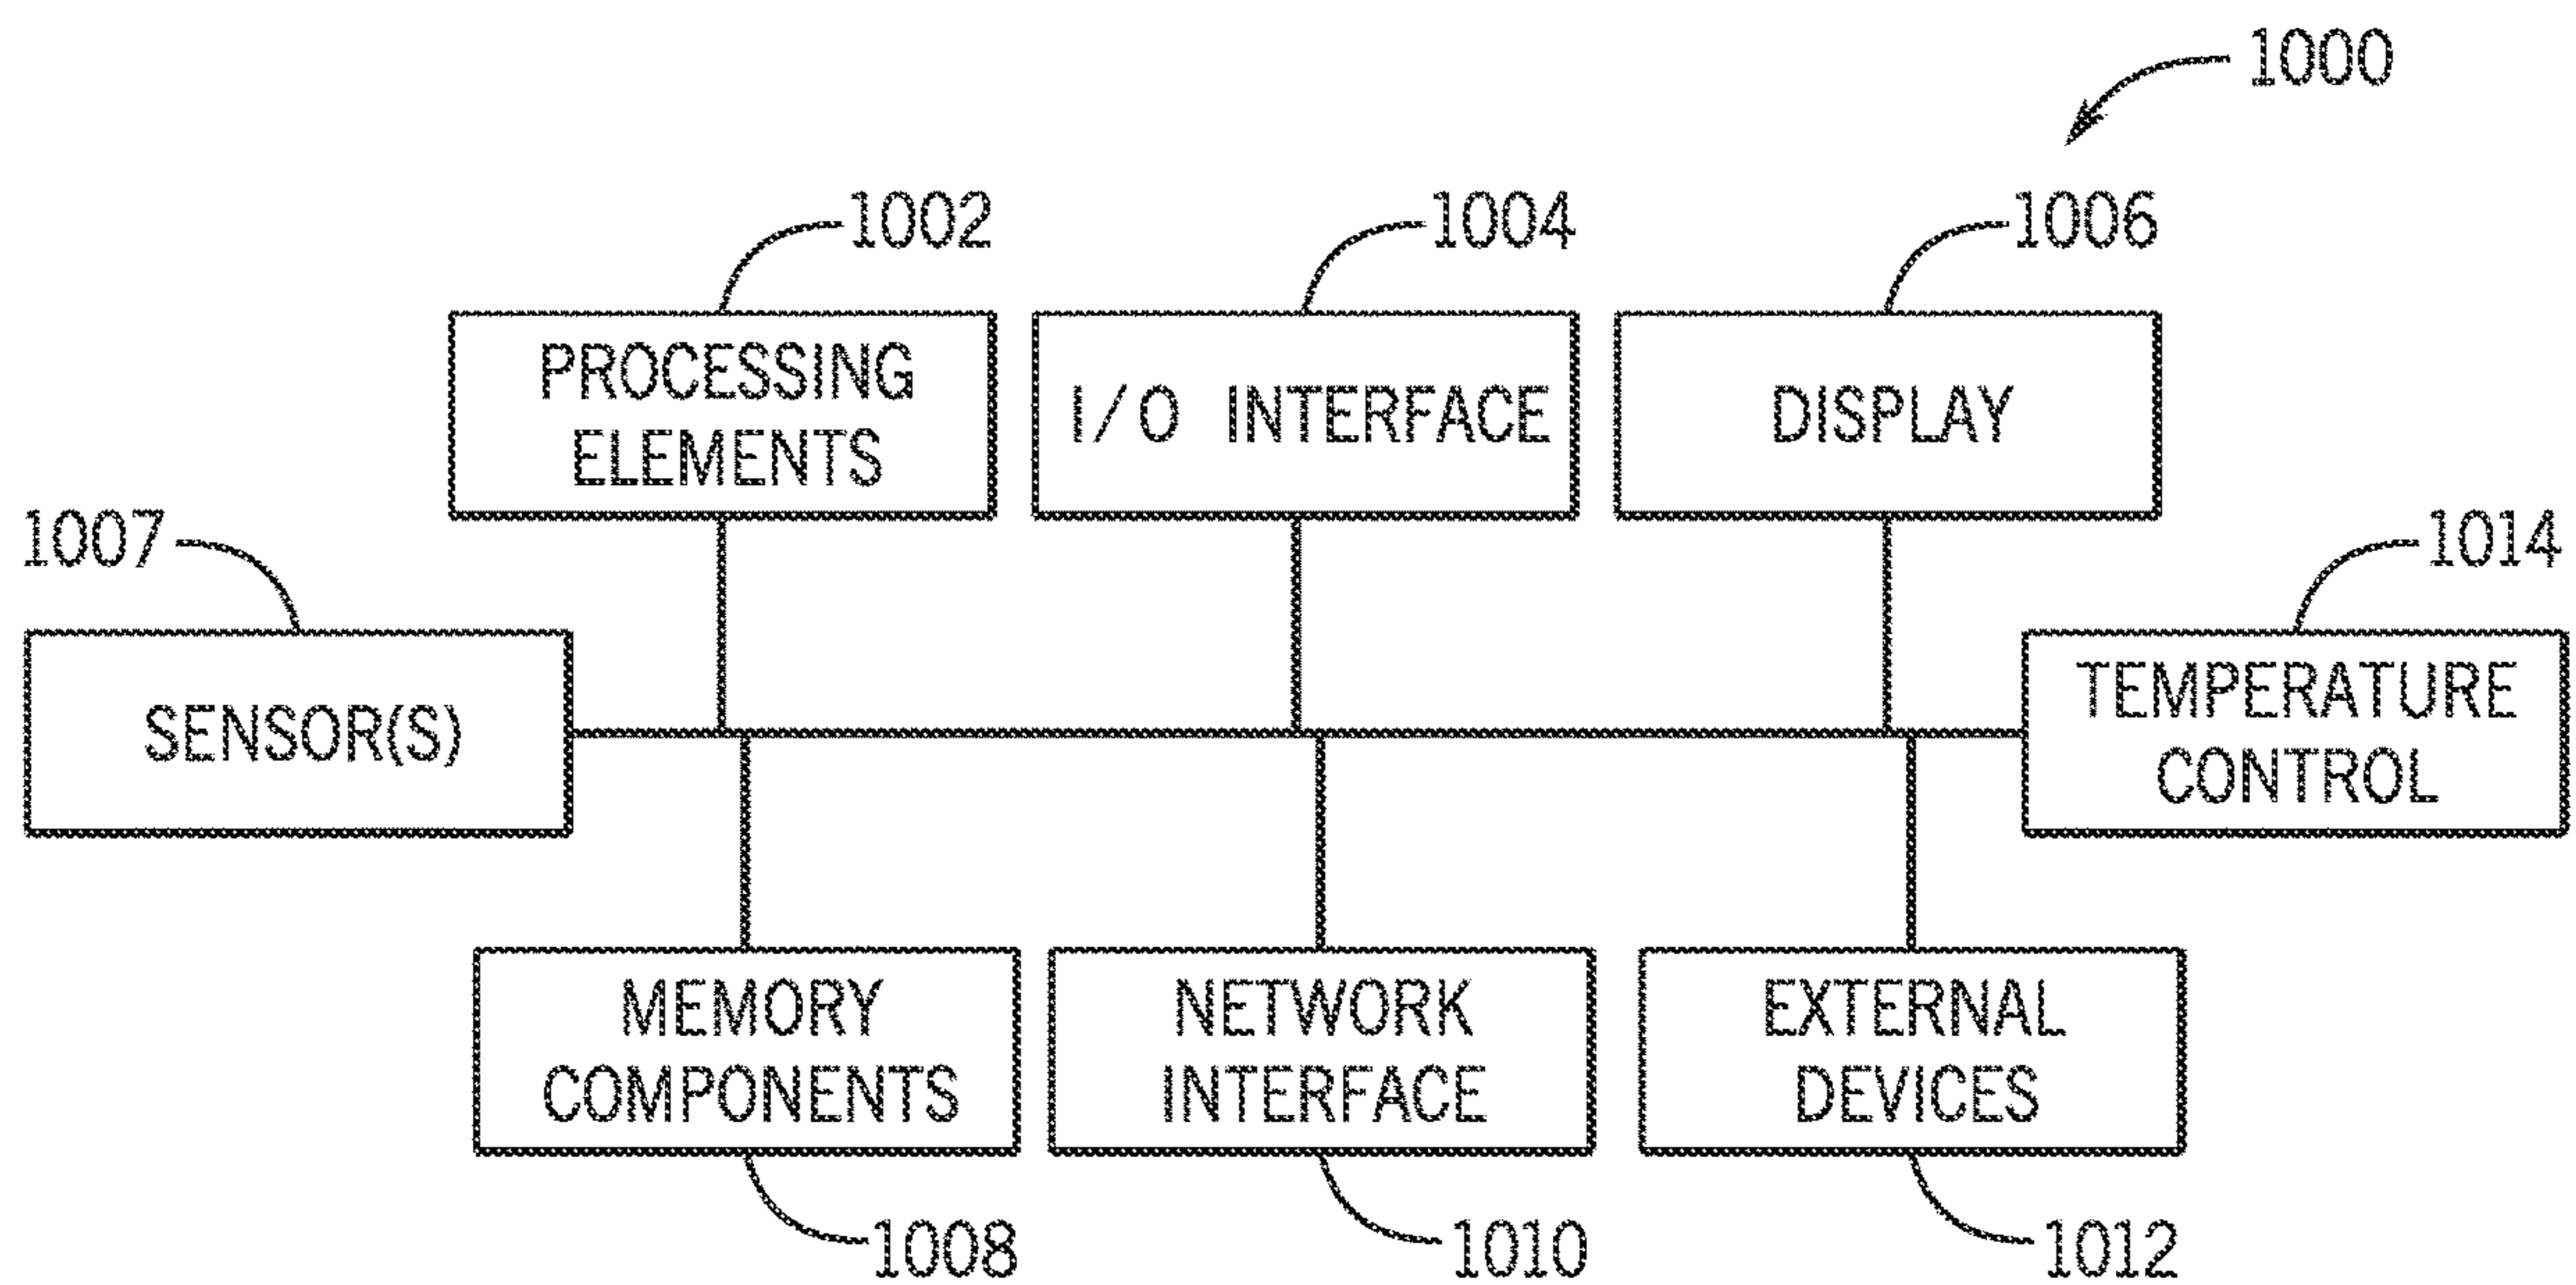 1000
1002
1004
1006
PROCESSING
ELEMENTS
I/O INTERFACE
DISPLAY
1007
1014
SENSOR(S)
TEMPERATURE
CONTROL
MEMORY
COMPONENTS
NETWORK
INTERFACE
EXTERNAL
DEVICES
1008
1010
1012